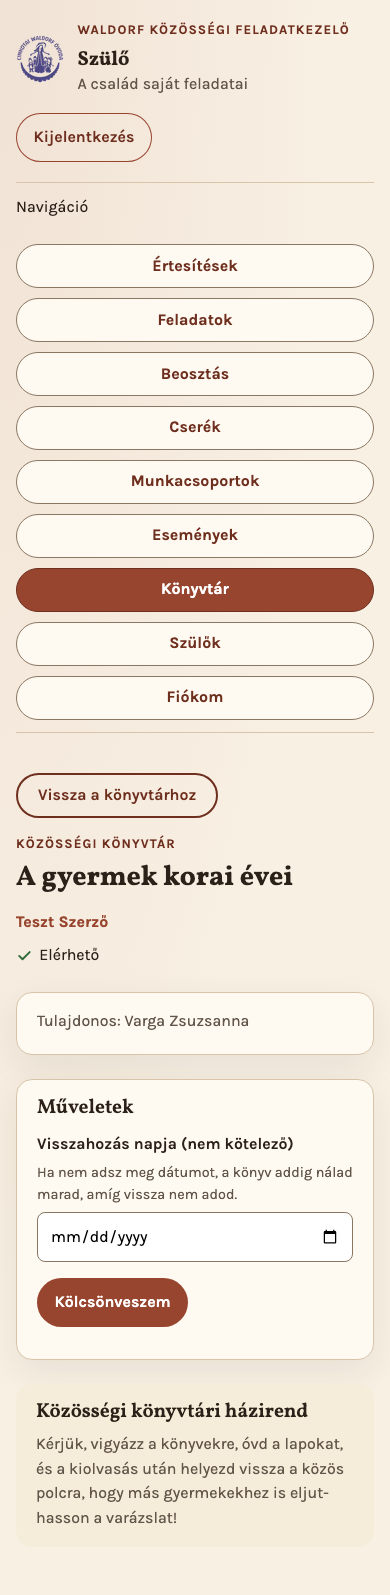 WALDORF KÖZÖSSÉGI FELADATKEZELŐ
Szülő
A család saját feladatai
Kijelentkezés
Navigáció
Értesítések
Feladatok
Beosztás
Cserék
Munkacsoportok
Események
Könyvtár
Szülők
Fiókom
Vissza a könyvtárhoz
KÖZÖSSÉGI KÖNYVTÁR
A gyermek korai évei
Teszt Szerző
Elérhető
Tulajdonos: Varga Zsuzsanna
Műveletek
Visszahozás napja (nem kötelező)
Ha nem adsz meg dátumot, a könyv addig nálad
marad, amíg vissza nem adod.
mm/dd/yyyy
Kölcsönveszem
Közösségi könyvtári házirend
Kérjük, vigyázz a könyvekre, óvd a lapokat,
és a kiolvasás után helyezd vissza a közös
polcra, hogy más gyermekekhez is eljut-
hasson a varázslat!